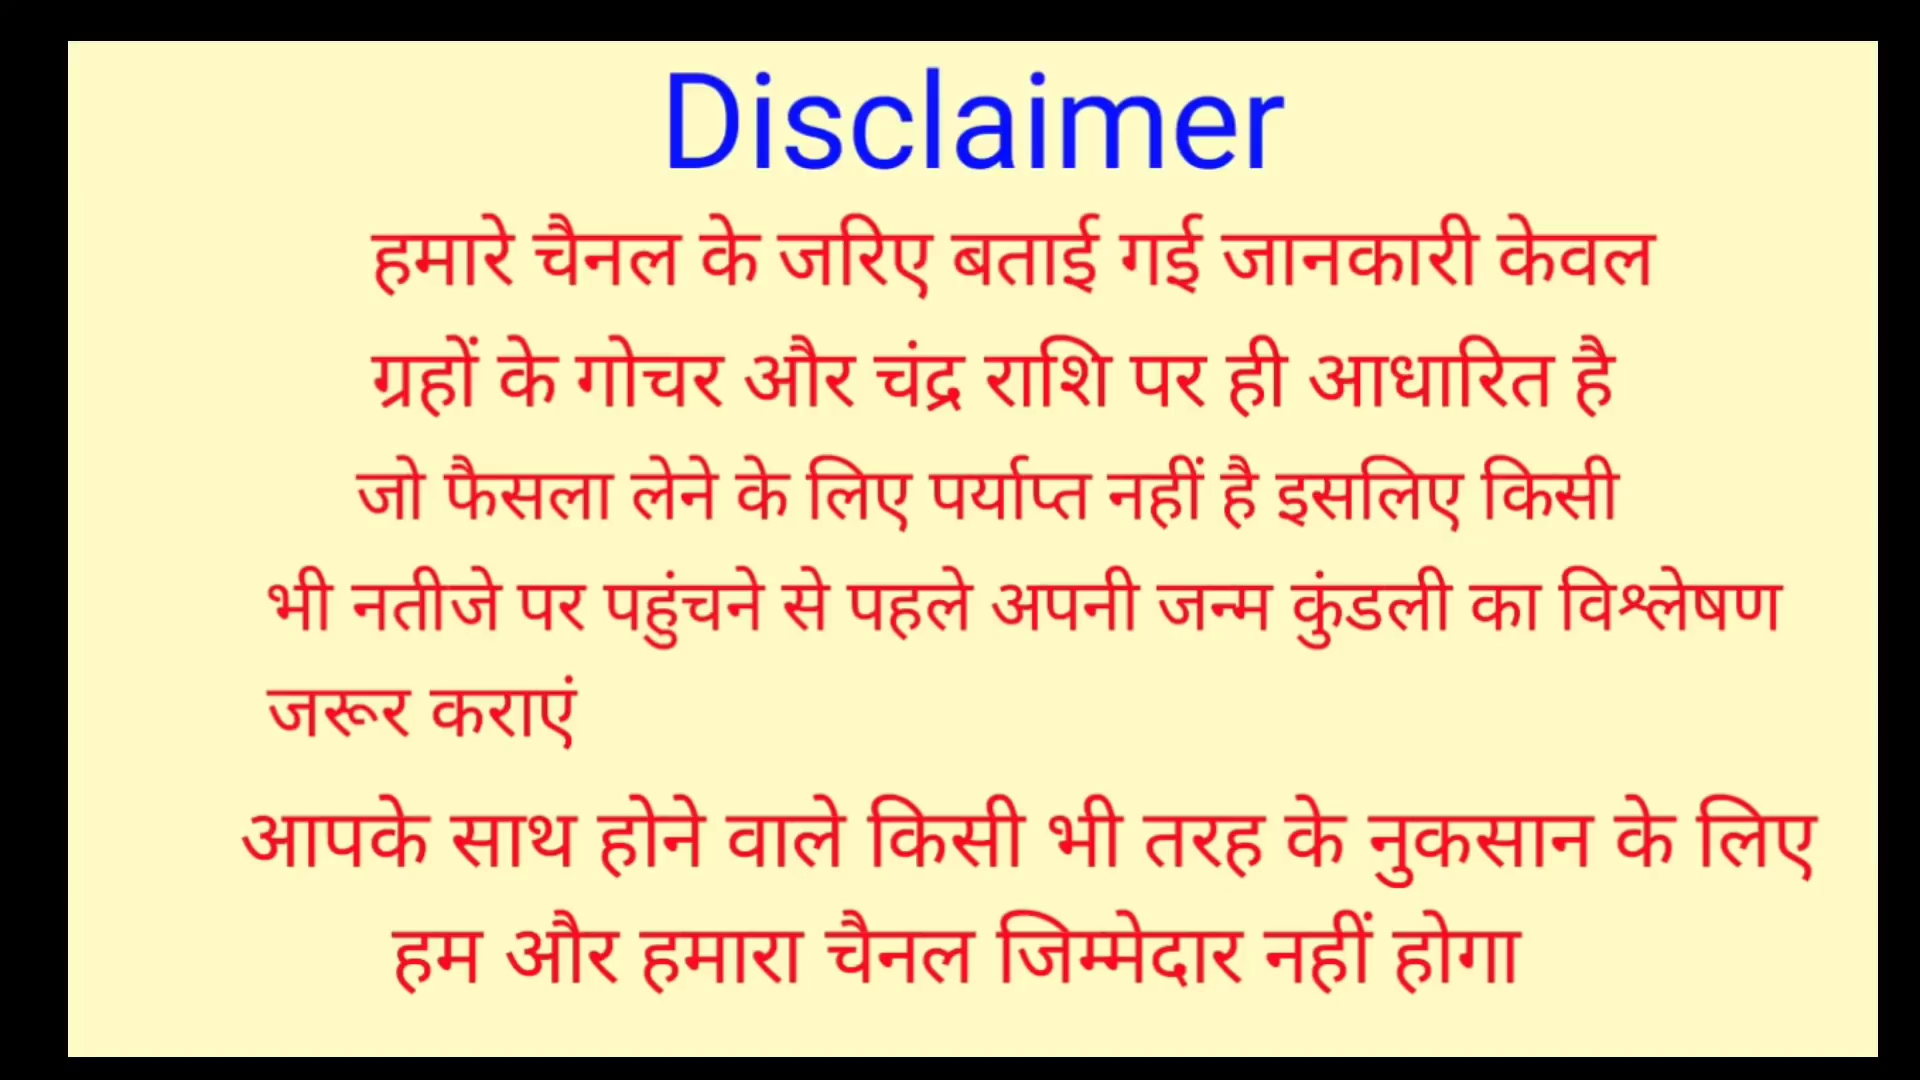 Disclaimer
हमारे चैनल के जरिए बताई गई जानकारी केवल
ग्रहों के गोचर और चंद्र राशि पर ही आधारित है
जो फैसला लेने के लिए पर्याप्त नहीं है इसलिए किसी
भी नतीजे पर पहुंचने से पहले अपनी जन्म कुंडली का विश्लेषण
जरूर कराएं
आपके साथ होने वाले किसी भी तरह के नुकसान के लिए
हम और हमारा चैनल जिम्मेदार नहीं होगा